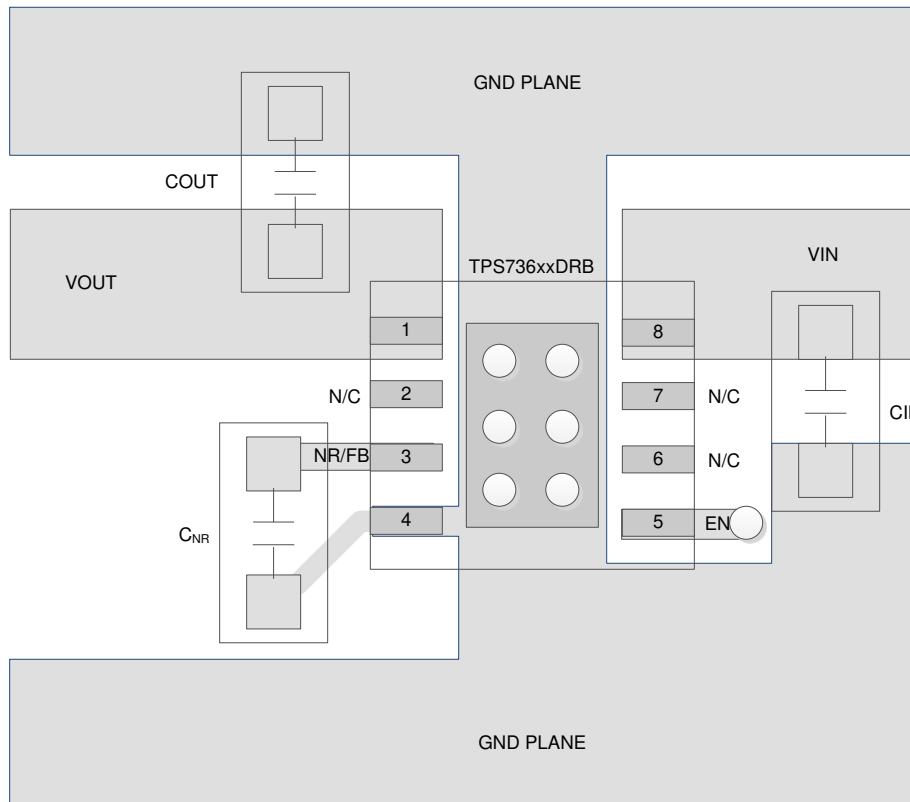 GND PLANE
COUT
TPS736xxDRB
VIN
VOUT
1
8
N/C
2
7
N/C
NR/FB
3
6
N/C
4
5
EN
CNR
GND PLANE